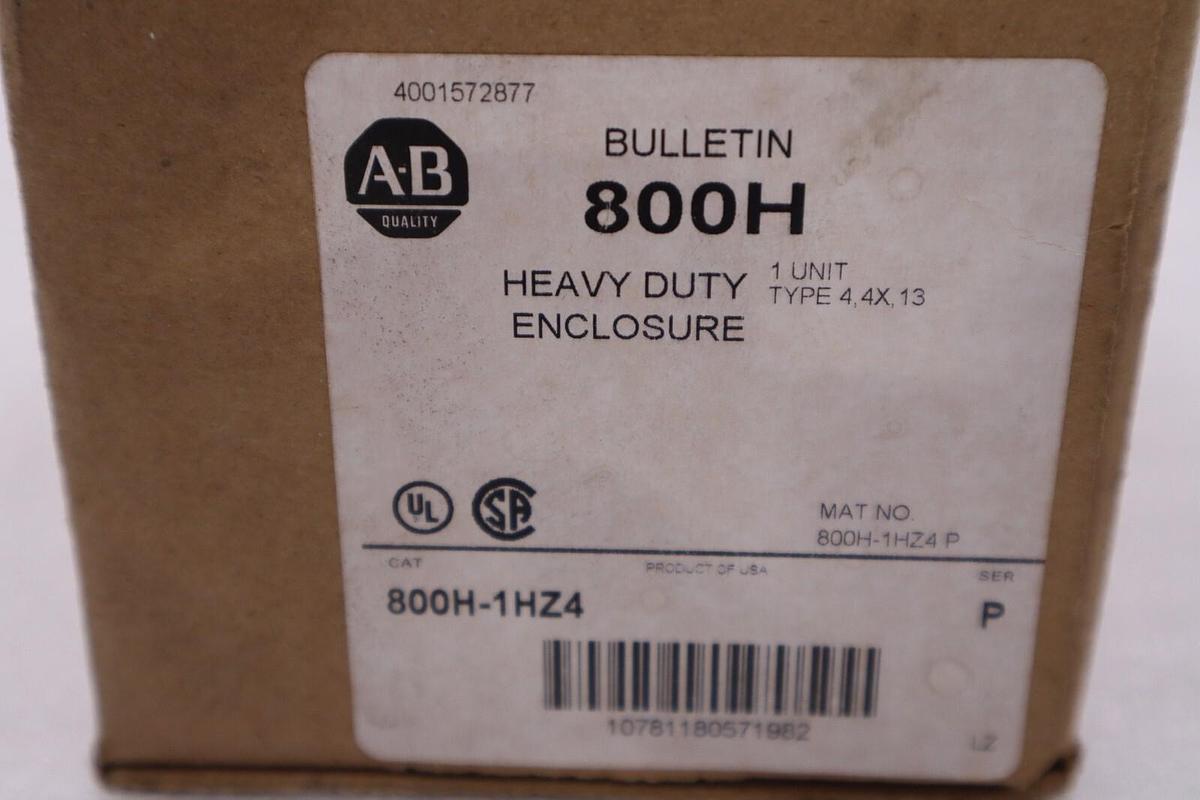 4001572877
A-B
QUALITY
BULLETIN
800H
HEAVY DUTY
ENCLOSURE
1 UNIT
TYPE 4,4X,13
UL
SA
MAT NO.
800H-1HZ4 P
CAT
PRODUCT OF USA
SER
800H-1HZ4
P
10781180571982
LZ